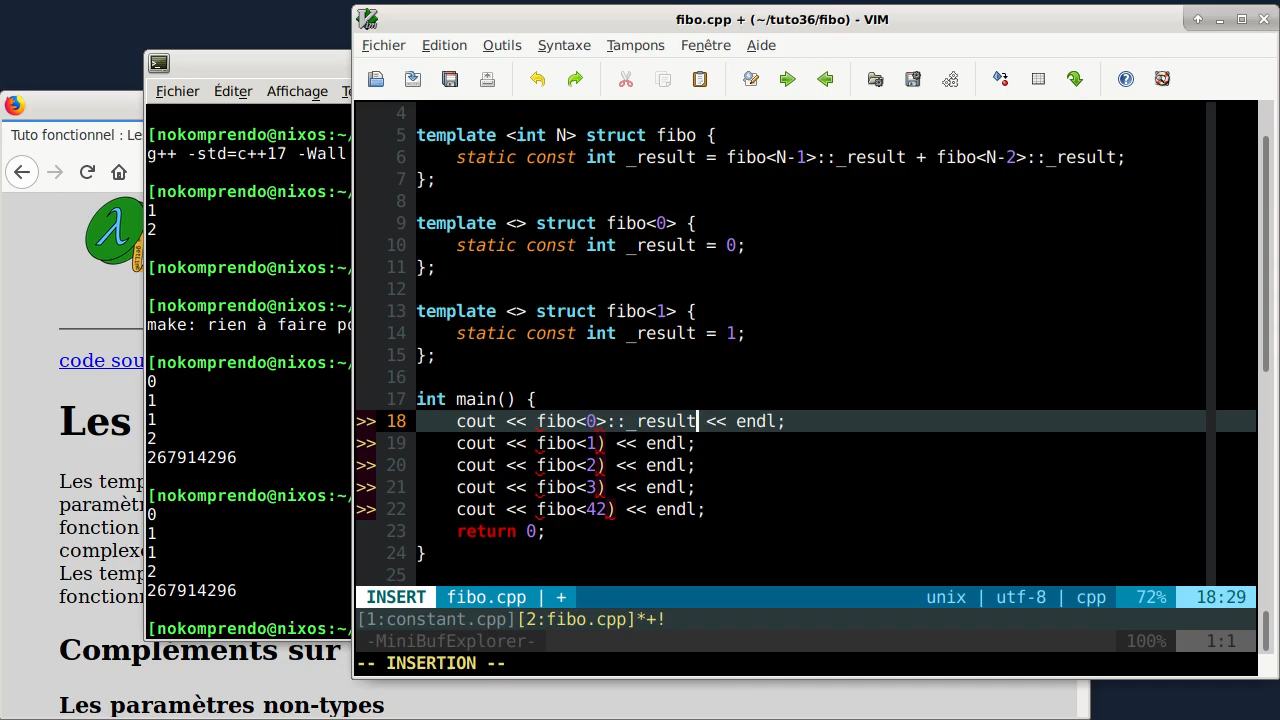 fibo.cpp + (~/tuto36/fibo) - VIM
Fichier Edition Outils Syntaxe Tampons Fenêtre Aide
4
5 template <int N> struct fibo {
6 static const int _result = fibo<N-1>::_result + fibo<N-2>::_result;
7 };
8
9 template <> struct fibo<0> {
10 static const int _result = 0;
11 };
12
13 template <> struct fibo<1> {
14 static const int _result = 1;
15 };
16
17 int main() {
>> 18 cout << fibo<0>::_result << endl;
>> 19 cout << fibo<1) << endl;
>> 20 cout << fibo<2) << endl;
>> 21 cout << fibo<3) << endl;
>> 22 cout << fibo<42) << endl;
23 return 0;
24 }
25
INSERT fibo.cpp | + unix | utf-8 | cpp 72% 18:29
[1:constant.cpp][2:fibo.cpp]*+!
-MiniBufExplorer- 100% 1:1
-- INSERTION --
Fichier Éditer Affichage
[nokomprendo@nixos:~/
g++ -std=c++17 -Wall
[nokomprendo@nixos:~/
1
2
[nokomprendo@nixos:~/
[nokomprendo@nixos:~/
make: rien à faire
[nokomprendo@nixos:~/
0
1
1
2
267914296
[nokomprendo@nixos:~/
0
1
1
2
267914296
[nokomprendo@nixos:~/
Tuto fonctionnel : Le
λ
code sou
Les
Les temp
paramètr
fonction
complexe
Les temp
fonctionn
Compléments sur
Les paramètres non-types